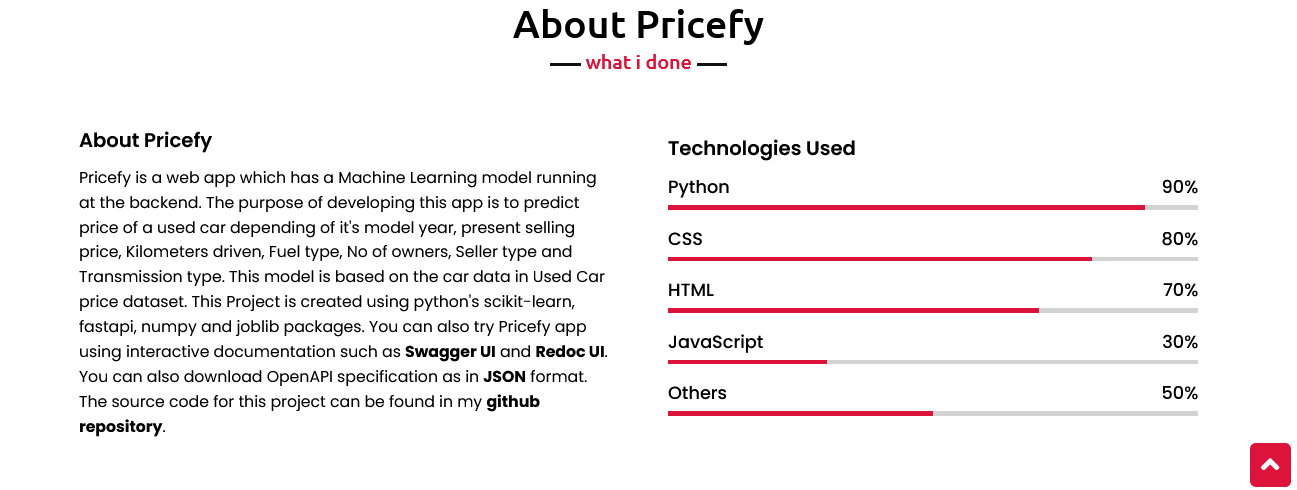 About Pricefy
what i done
About Pricefy
Pricefy is a web app which has a Machine Learning model running
at the backend. The purpose of developing this app is to predict
price of a used car depending of it's model year, present selling
price, Kilometers driven, Fuel type, No of owners, Seller type and
Transmission type. This model is based on the car data in Used Car
price dataset. This Project is created using python's scikit-learn,
fastapi, numpy and joblib packages. You can also try Pricefy app
using interactive documentation such as Swagger UI and Redoc UI.
You can also download OpenAPI specification as in JSON format.
The source code for this project can be found in my github
repository.
Technologies Used
Python 90%
CSS 80%
HTML 70%
JavaScript 30%
Others 50%